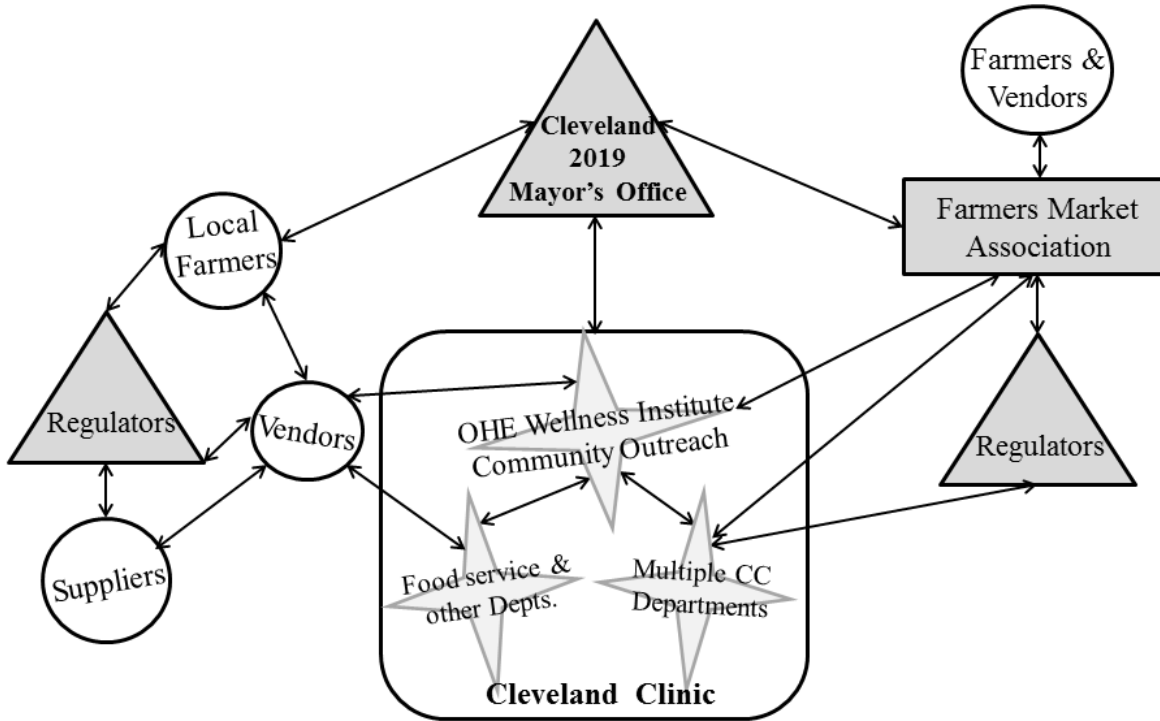 Farmers &
Vendors
Cleveland
2019
Mayor's Office
Farmers Market
Association
Local
Farmers
Regulators
Vendors
OHE Wellness Institute
Community Outreach
Regulators
Suppliers
Food service &
other Depts.
Multiple CC
Departments
Cleveland Clinic